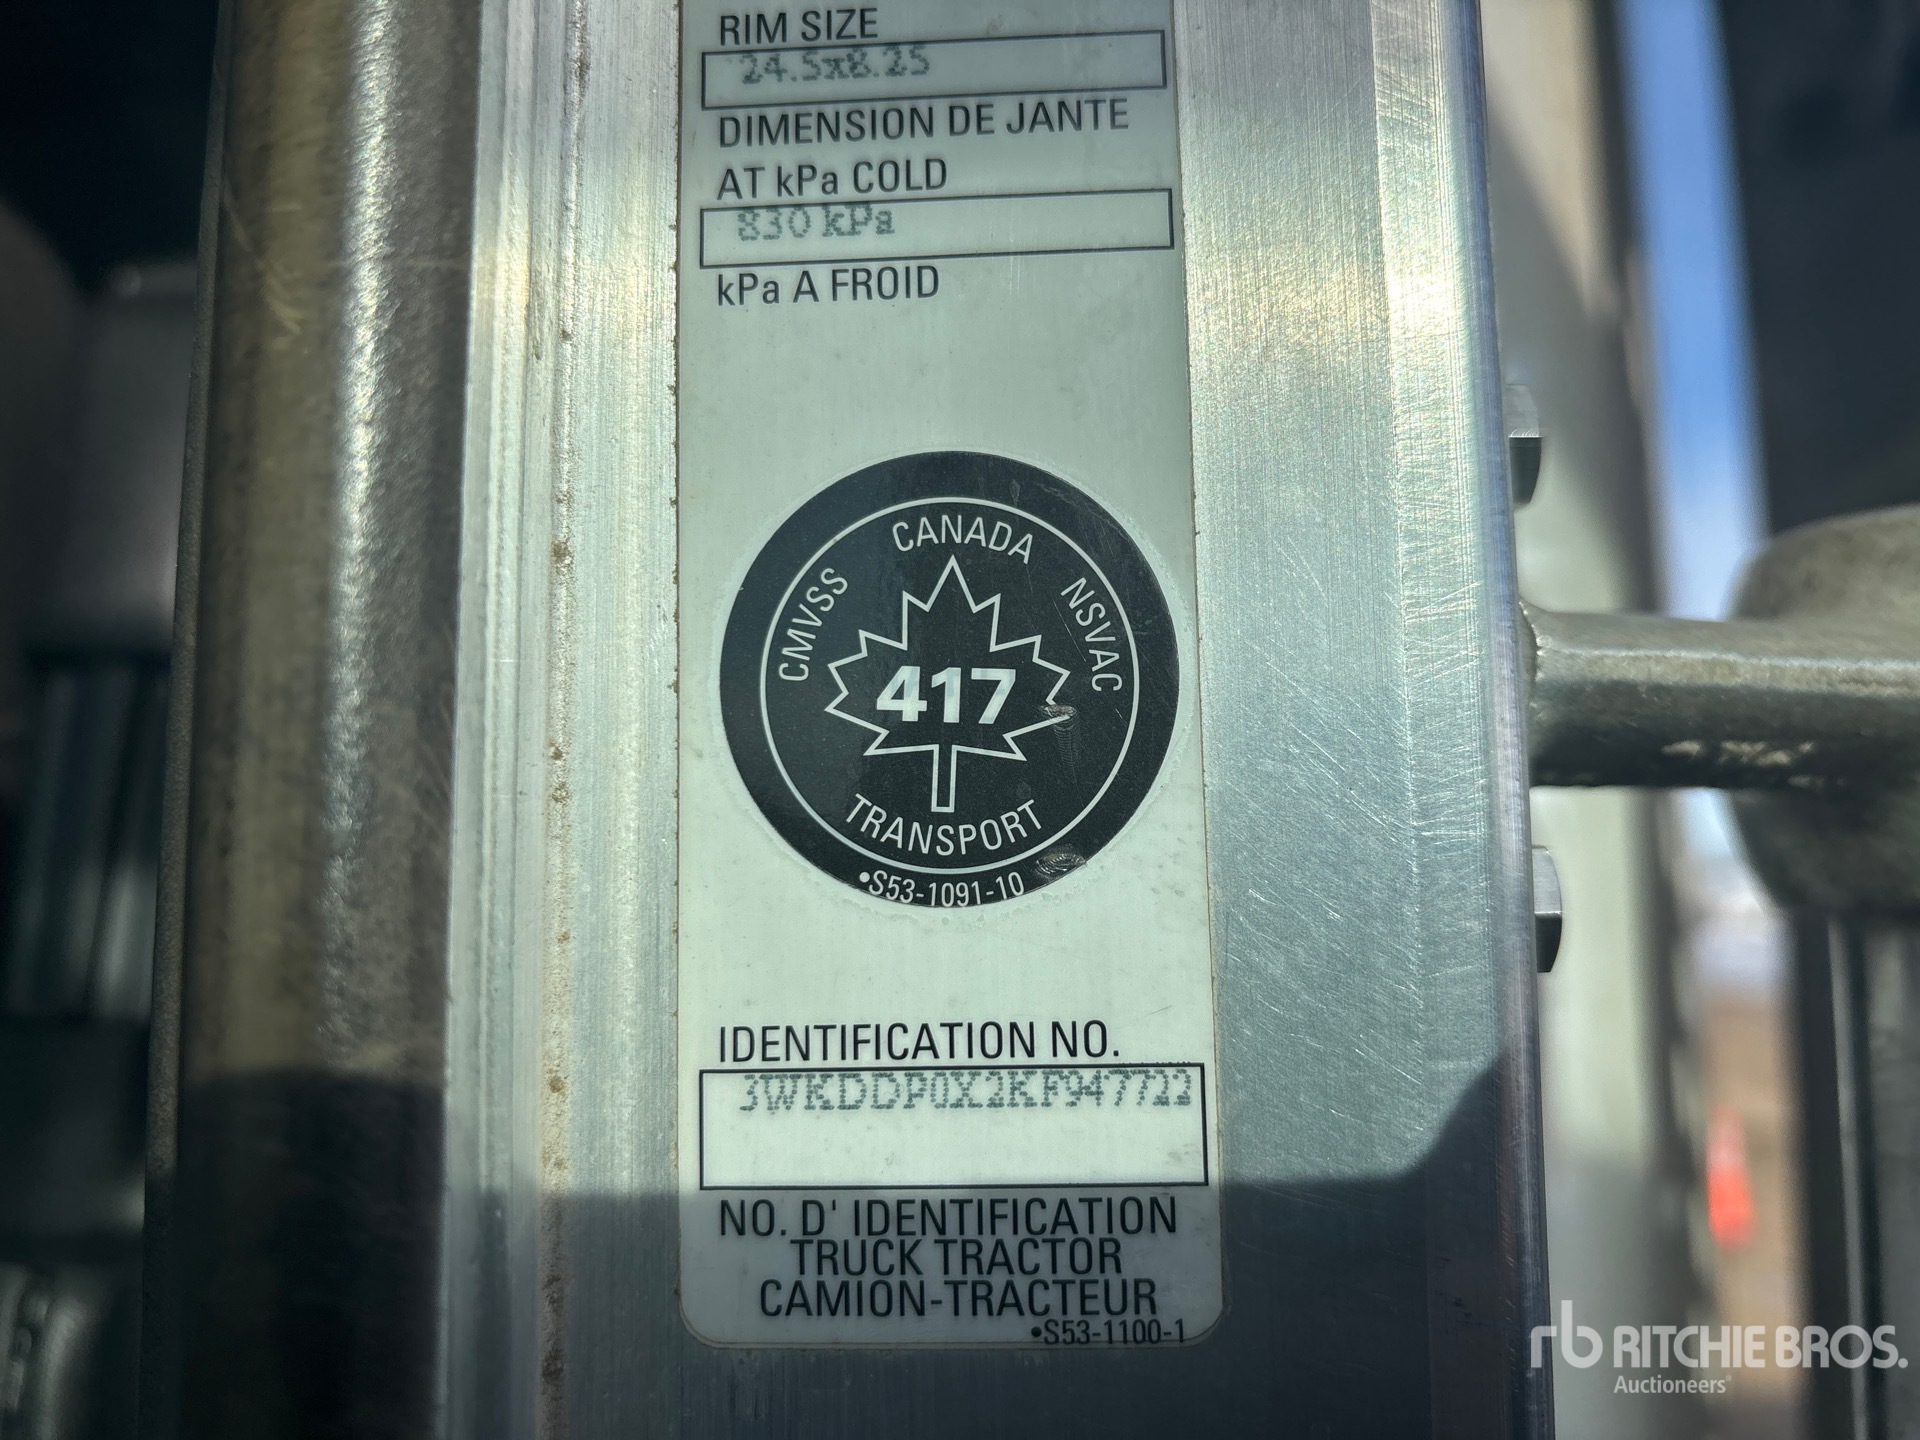 RIM SIZE
24.5x8.25
DIMENSION DE JANTE
AT kPa COLD
830 kPa
kPa A FROID
CANADA
CMVSS
NSVAC
417
TRANSPORT
•S53-1091-10
IDENTIFICATION NO.
3WKDDP0X2KF947722
NO. D' IDENTIFICATION
TRUCK TRACTOR
CAMION-TRACTEUR
•S53-1100-1
rb RITCHIE BROS.
Auctioneers